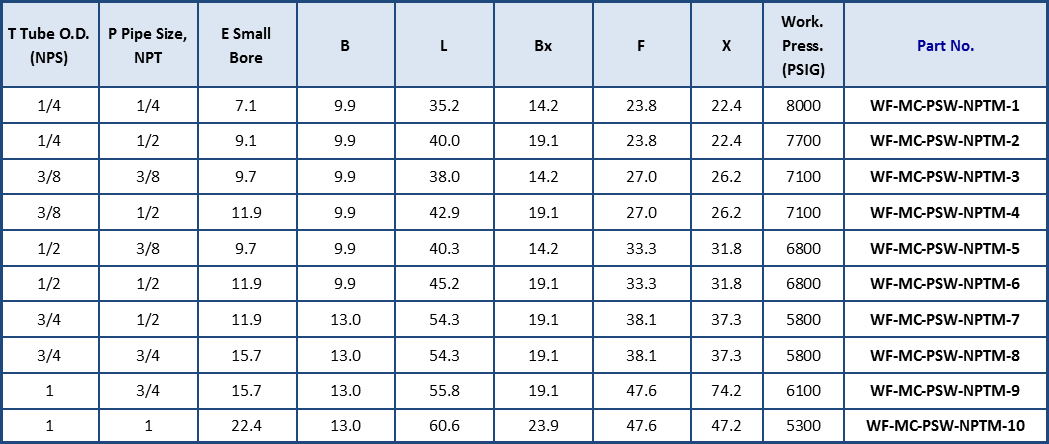 T Tube O.D. (NPS) P Pipe Size, NPT E Small Bore B L Bx F X Work. Press. (PSIG) Part No.
1/4 1/4 7.1 9.9 35.2 14.2 23.8 22.4 8000 WF-MC-PSW-NPTM-1
1/4 1/2 9.1 9.9 40.0 19.1 23.8 22.4 7700 WF-MC-PSW-NPTM-2
3/8 3/8 9.7 9.9 38.0 14.2 27.0 26.2 7100 WF-MC-PSW-NPTM-3
3/8 1/2 11.9 9.9 42.9 19.1 27.0 26.2 7100 WF-MC-PSW-NPTM-4
1/2 3/8 9.7 9.9 40.3 14.2 33.3 31.8 6800 WF-MC-PSW-NPTM-5
1/2 1/2 11.9 9.9 45.2 19.1 33.3 31.8 6800 WF-MC-PSW-NPTM-6
3/4 1/2 11.9 13.0 54.3 19.1 38.1 37.3 5800 WF-MC-PSW-NPTM-7
3/4 3/4 15.7 13.0 54.3 19.1 38.1 37.3 5800 WF-MC-PSW-NPTM-8
1 3/4 15.7 13.0 55.8 19.1 47.6 74.2 6100 WF-MC-PSW-NPTM-9
1 1 22.4 13.0 60.6 23.9 47.6 47.2 5300 WF-MC-PSW-NPTM-10